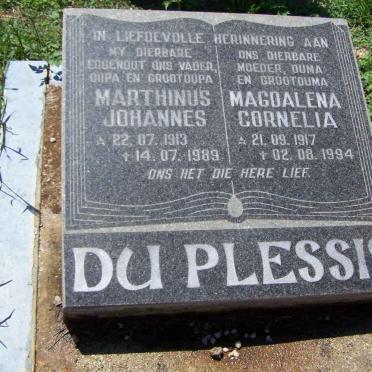 IN LIEFDEVOLLE HERINNERING AAN
MY DIERBARE
EGGENOOT ONS VADER,
OUPA EN GROOTOUPA
MARTHINUS
JOHANNES
22.07.1913
† 14.07.1989
ONS DIERBARE
MOEDER, OUMA
EN GROOTOUMA
MAGDALENA
CORNELIA
21.09.1917
† 02.08.1994
ONS HET DIE HERE LIEF.
DU PLESSIS